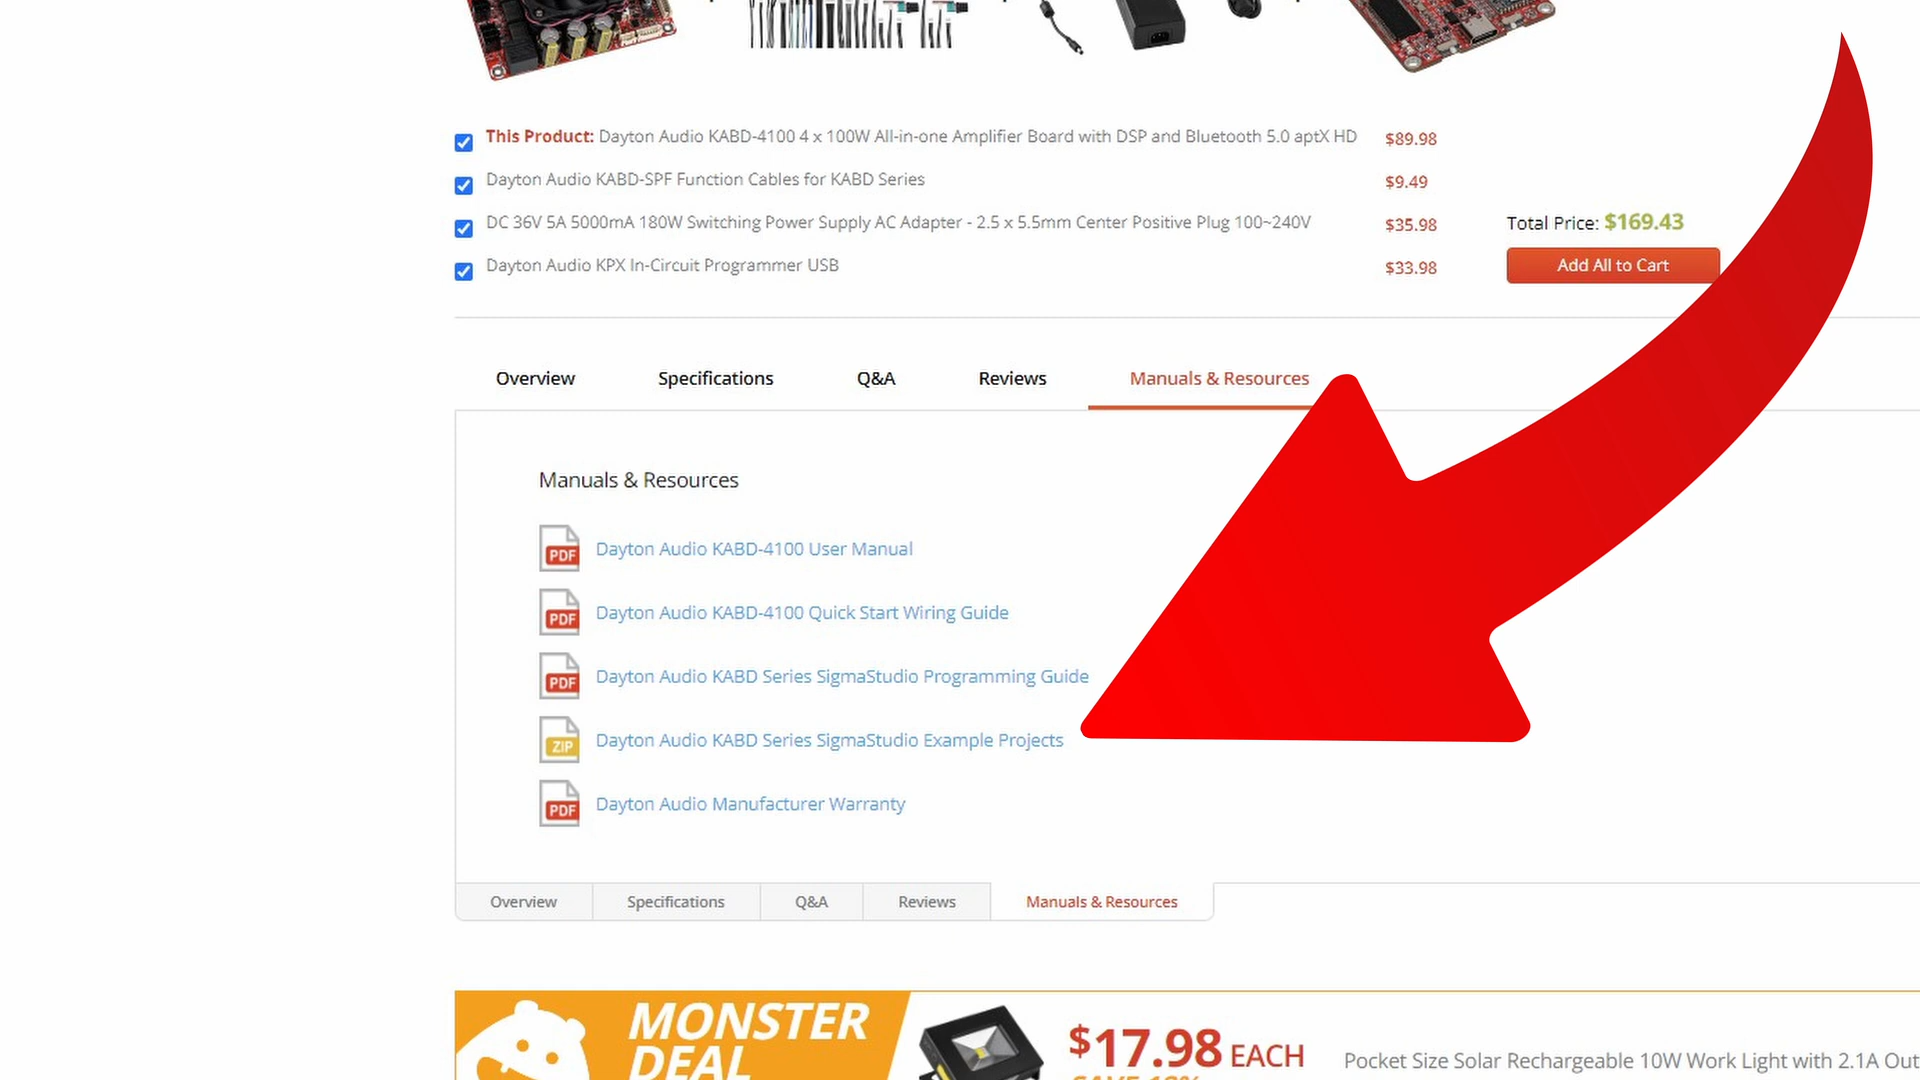 This Product: Dayton Audio KABD-4100 4 x 100W All-in-one Amplifier Board with DSP and Bluetooth 5.0 aptX HD $89.98
Dayton Audio KABD-SPF Function Cables for KABD Series $9.49
DC 36V 5A 5000mA 180W Switching Power Supply AC Adapter - 2.5 x 5.5mm Center Positive Plug 100~240V $35.98
Total Price: $169.43
Dayton Audio KPX In-Circuit Programmer USB $33.98
Add All to Cart
Overview Specifications Q&A Reviews Manuals & Resources
Manuals & Resources
PDF Dayton Audio KABD-4100 User Manual
PDF Dayton Audio KABD-4100 Quick Start Wiring Guide
PDF Dayton Audio KABD Series SigmaStudio Programming Guide
ZIP Dayton Audio KABD Series SigmaStudio Example Projects
PDF Dayton Audio Manufacturer Warranty
Overview Specifications Q&A Reviews Manuals & Resources
MONSTER
DEAL
$17.98 EACH
Pocket Size Solar Rechargeable 10W Work Light with 2.1A Out